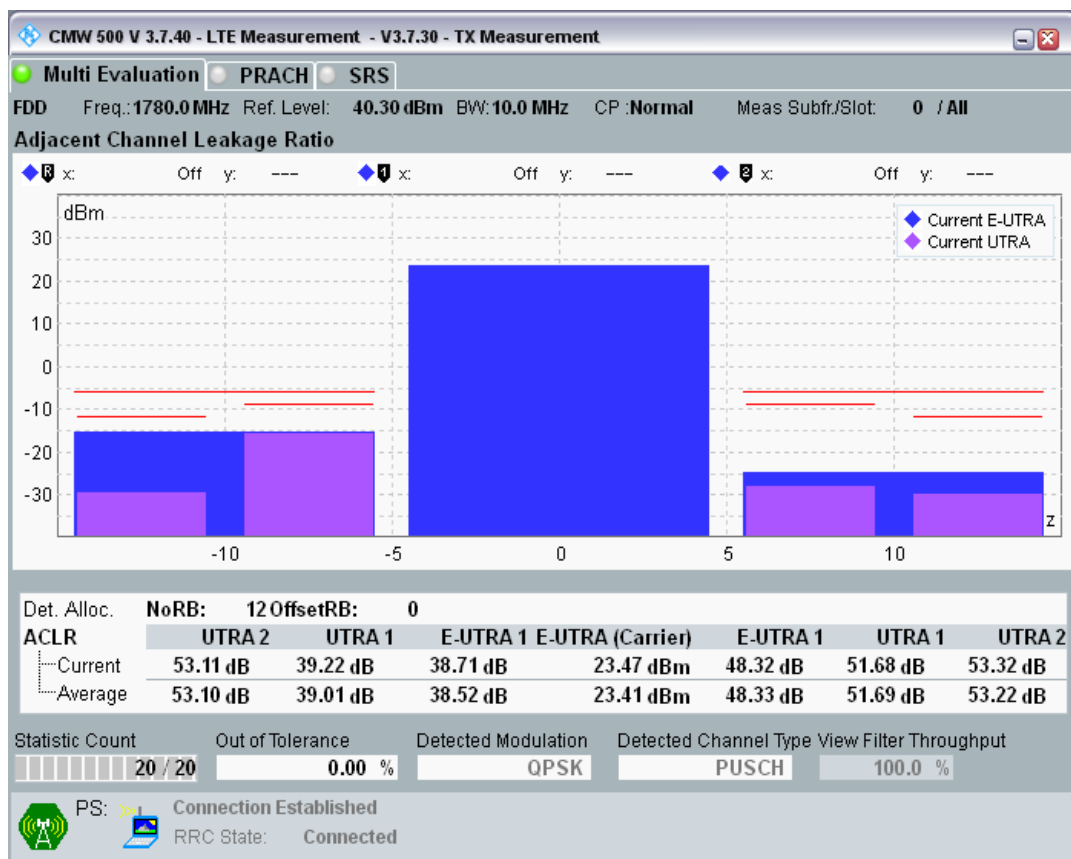 CMW 500 V 3.7.40 - LTE Measurement - V3.7.30 - TX Measurement
Multi Evaluation PRACH SRS
FDD Freq.: 1780.0 MHz Ref. Level: 40.30 dBm BW: 10.0 MHz CP : Normal Meas Subfr./Slot: 0 / All
Adjacent Channel Leakage Ratio
R x: Off y: --- 1 x: Off y: --- 2 x: Off y: ---
dBm
Current E-UTRA
Current UTRA
30
20
10
0
-10
-20
-30
z
-10 -5 0 5 10
Det. Alloc. NoRB: 12 OffsetRB: 0
ACLR UTRA 2 UTRA 1 E-UTRA 1 E-UTRA (Carrier) E-UTRA 1 UTRA 1 UTRA 2
Current 53.11 dB 39.22 dB 38.71 dB 23.47 dBm 48.32 dB 51.68 dB 53.32 dB
Average 53.10 dB 39.01 dB 38.52 dB 23.41 dBm 48.33 dB 51.69 dB 53.22 dB
Statistic Count Out of Tolerance Detected Modulation Detected Channel Type View Filter Throughput
20 / 20 0.00 % QPSK PUSCH 100.0 %
PS: Connection Established
RRC State: Connected